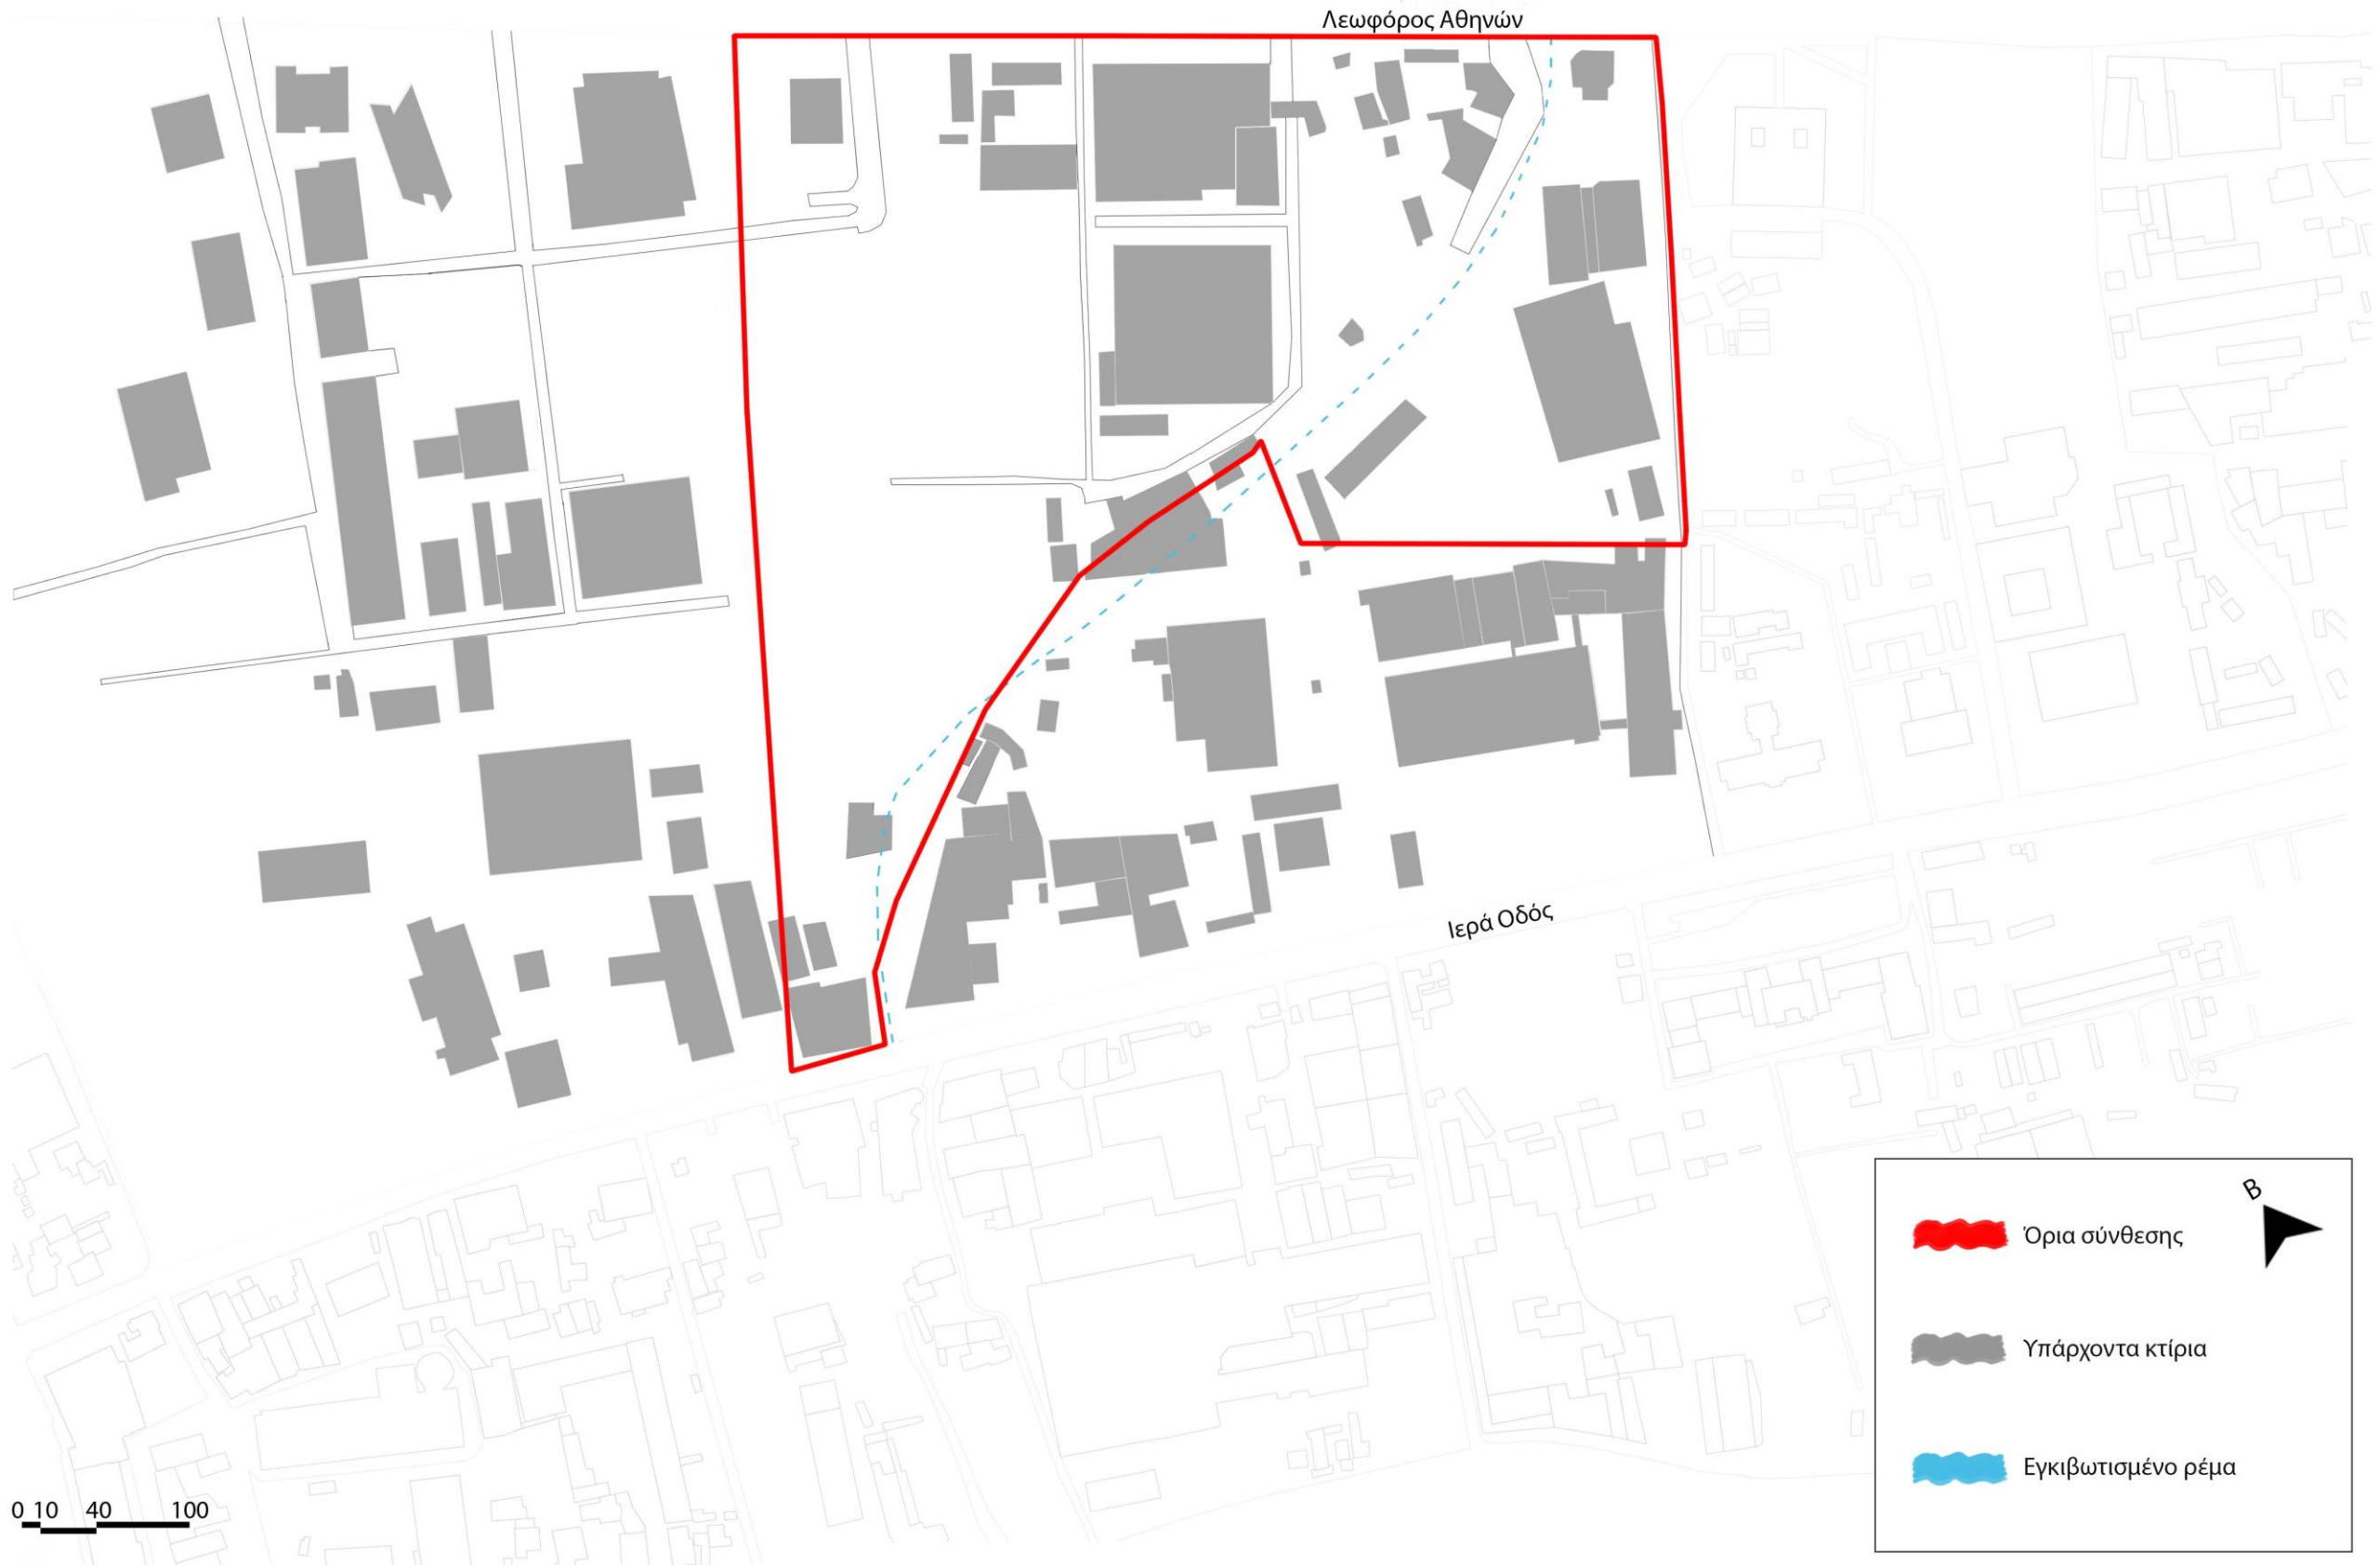 Λεωφόρος Αθηνών
Ιερά Οδός
Β
Όρια σύνθεσης
Υπάρχοντα κτίρια
Εγκιβωτισμένο ρέμα
0 10 40 100